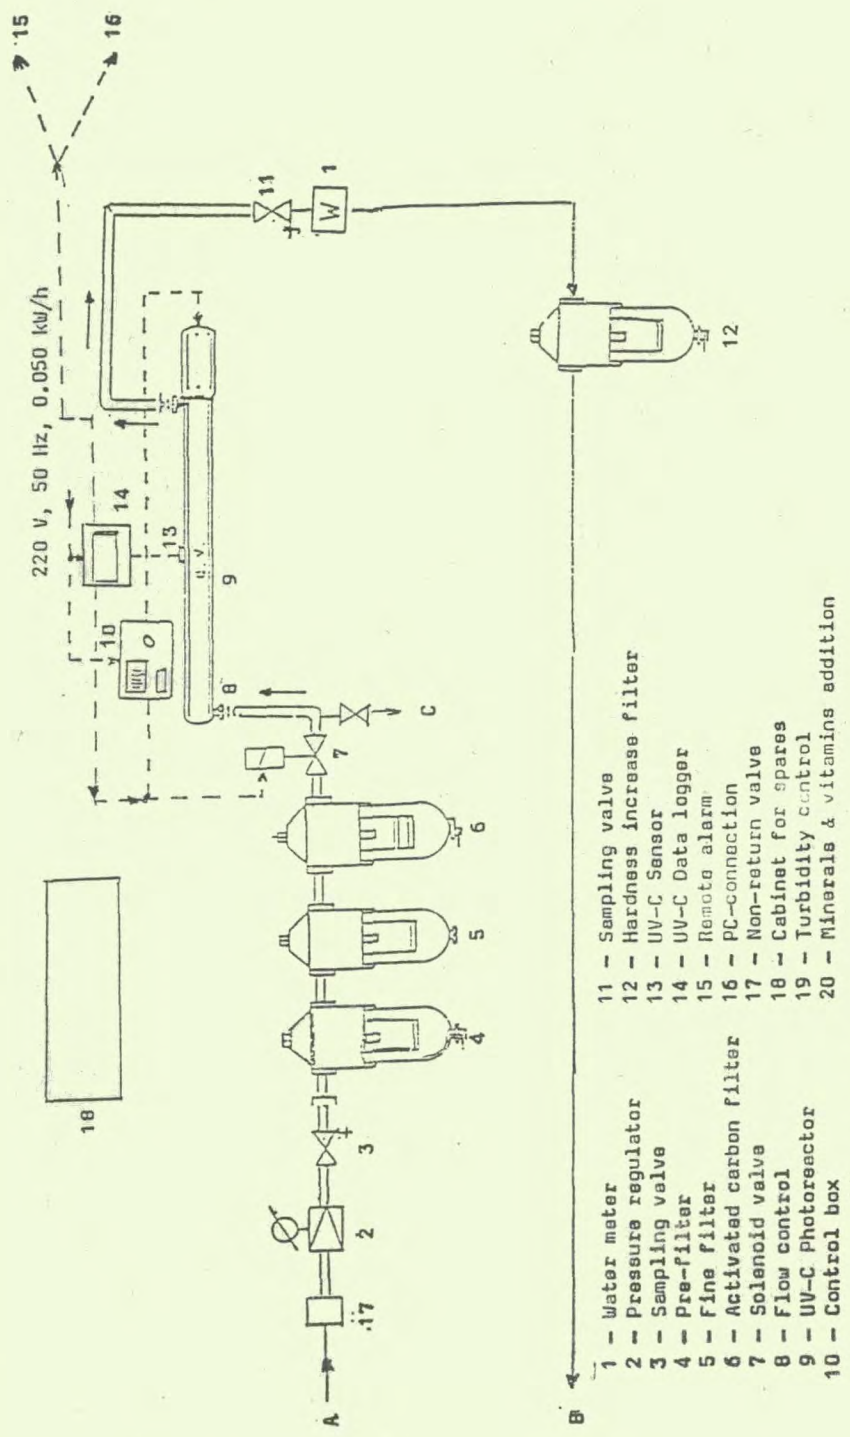 15
220 V, 50 Hz, 0.050 kW/h
18
10
14
16
13
8
9
11
A
W
1
17
2
3
7
C
4
5
6
B
12
1 – Water meter
2 – Pressure regulator
3 – Sampling valve
4 – Pre-filter
5 – Fine filter
6 – Activated carbon filter
7 – Solenoid valve
8 – Flow control
9 – UV-C Photoreactor
10 – Control box
11 – Sampling valve
12 – Hardness increase filter
13 – UV-C Sensor
14 – UV-C Data logger
15 – Remote alarm
16 – PC-connection
17 – Non-return valve
18 – Cabinet for spares
19 – Turbidity control
20 – Minerals & vitamins addition